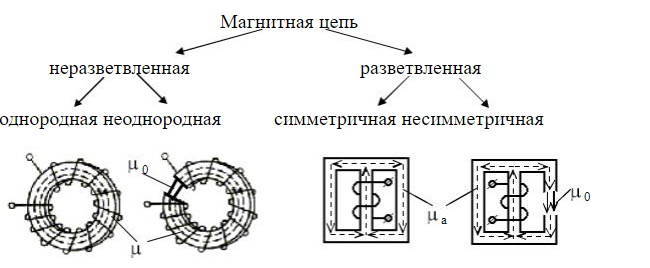 Магнитная цепь
неразветвленная разветвленная
однородная неоднородная симметричная несимметричная
μ0
μ0
μ
μа